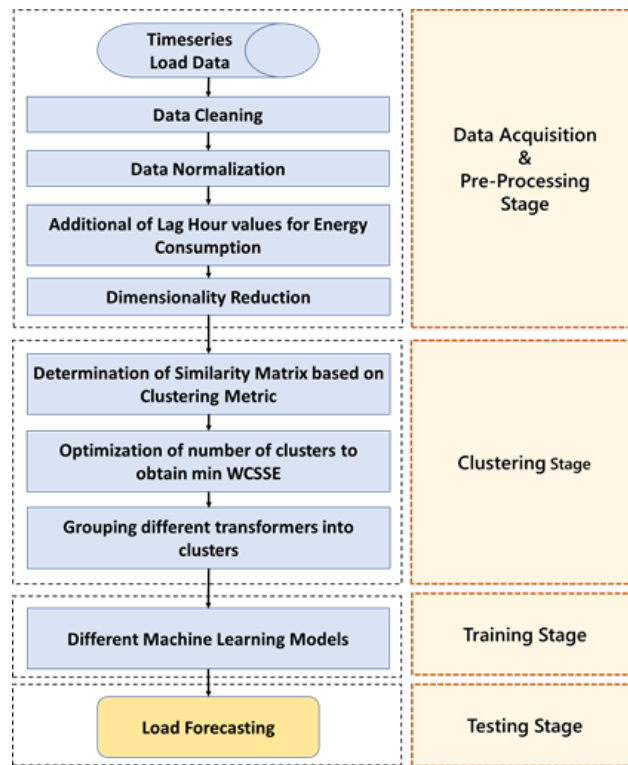 Timeseries
Load Data
Data Cleaning
Data Normalization
Additional of Lag Hour values for Energy
Consumption
Dimensionality Reduction
Data Acquisition
&
Pre-Processing
Stage
Determination of Similarity Matrix based on
Clustering Metric
Optimization of number of clusters to
obtain min WCSSE
Grouping different transformers into
clusters
Clustering Stage
Different Machine Learning Models
Training Stage
Load Forecasting
Testing Stage